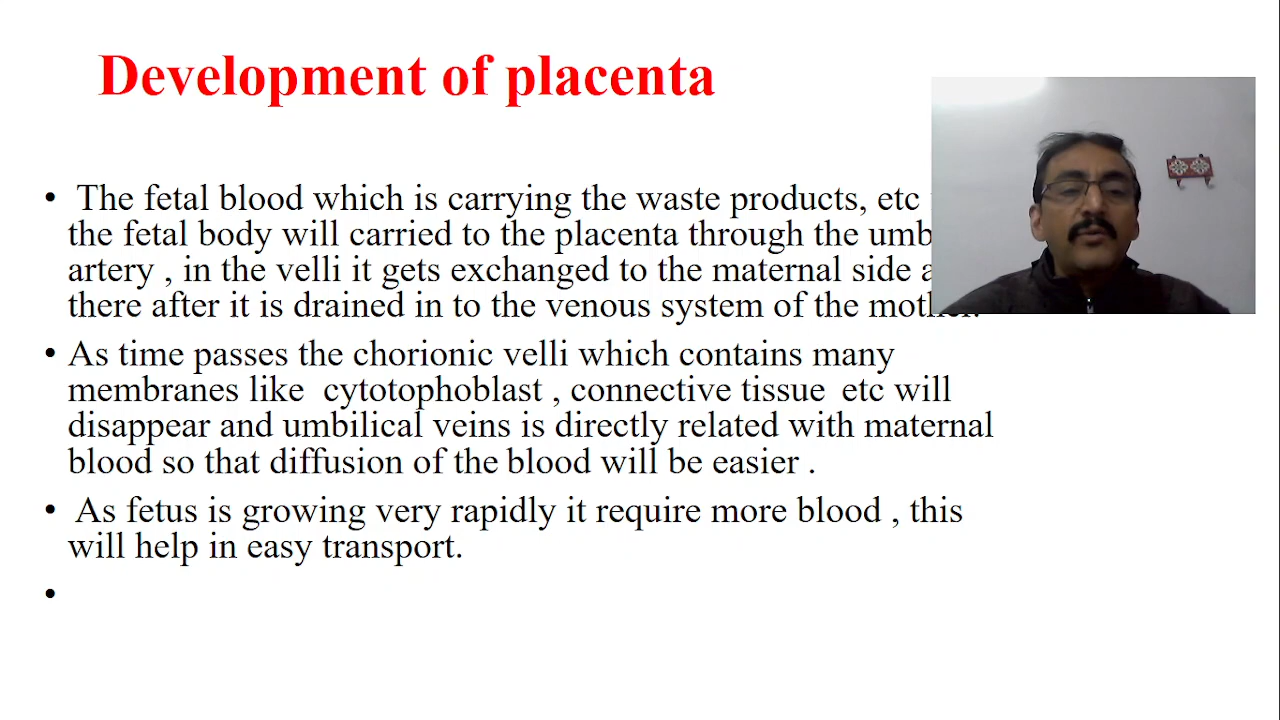 Development of placenta
• The fetal blood which is carrying the waste products, etc
the fetal body will carried to the placenta through the
artery , in the velli it gets exchanged to the maternal side
there after it is drained in to the venous system of the mother.
• As time passes the chorionic velli which contains many
membranes like cytotophoblast , connective tissue etc will
disappear and umbilical veins is directly related with maternal
blood so that diffusion of the blood will be easier .
• As fetus is growing very rapidly it require more blood , this
will help in easy transport.
•